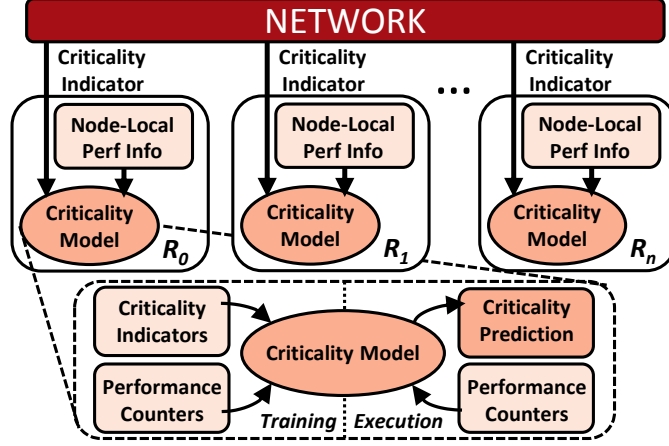 NETWORK
Criticality
Indicator
Criticality
Indicator
...
Criticality
Indicator
Node-Local
Perf Info
Node-Local
Perf Info
Node-Local
Perf Info
Criticality
Model
R0
Criticality
Model
R1
Criticality
Model
Rn
Criticality
Indicators
Criticality Model
Criticality
Prediction
Performance
Counters
Training
Execution
Performance
Counters